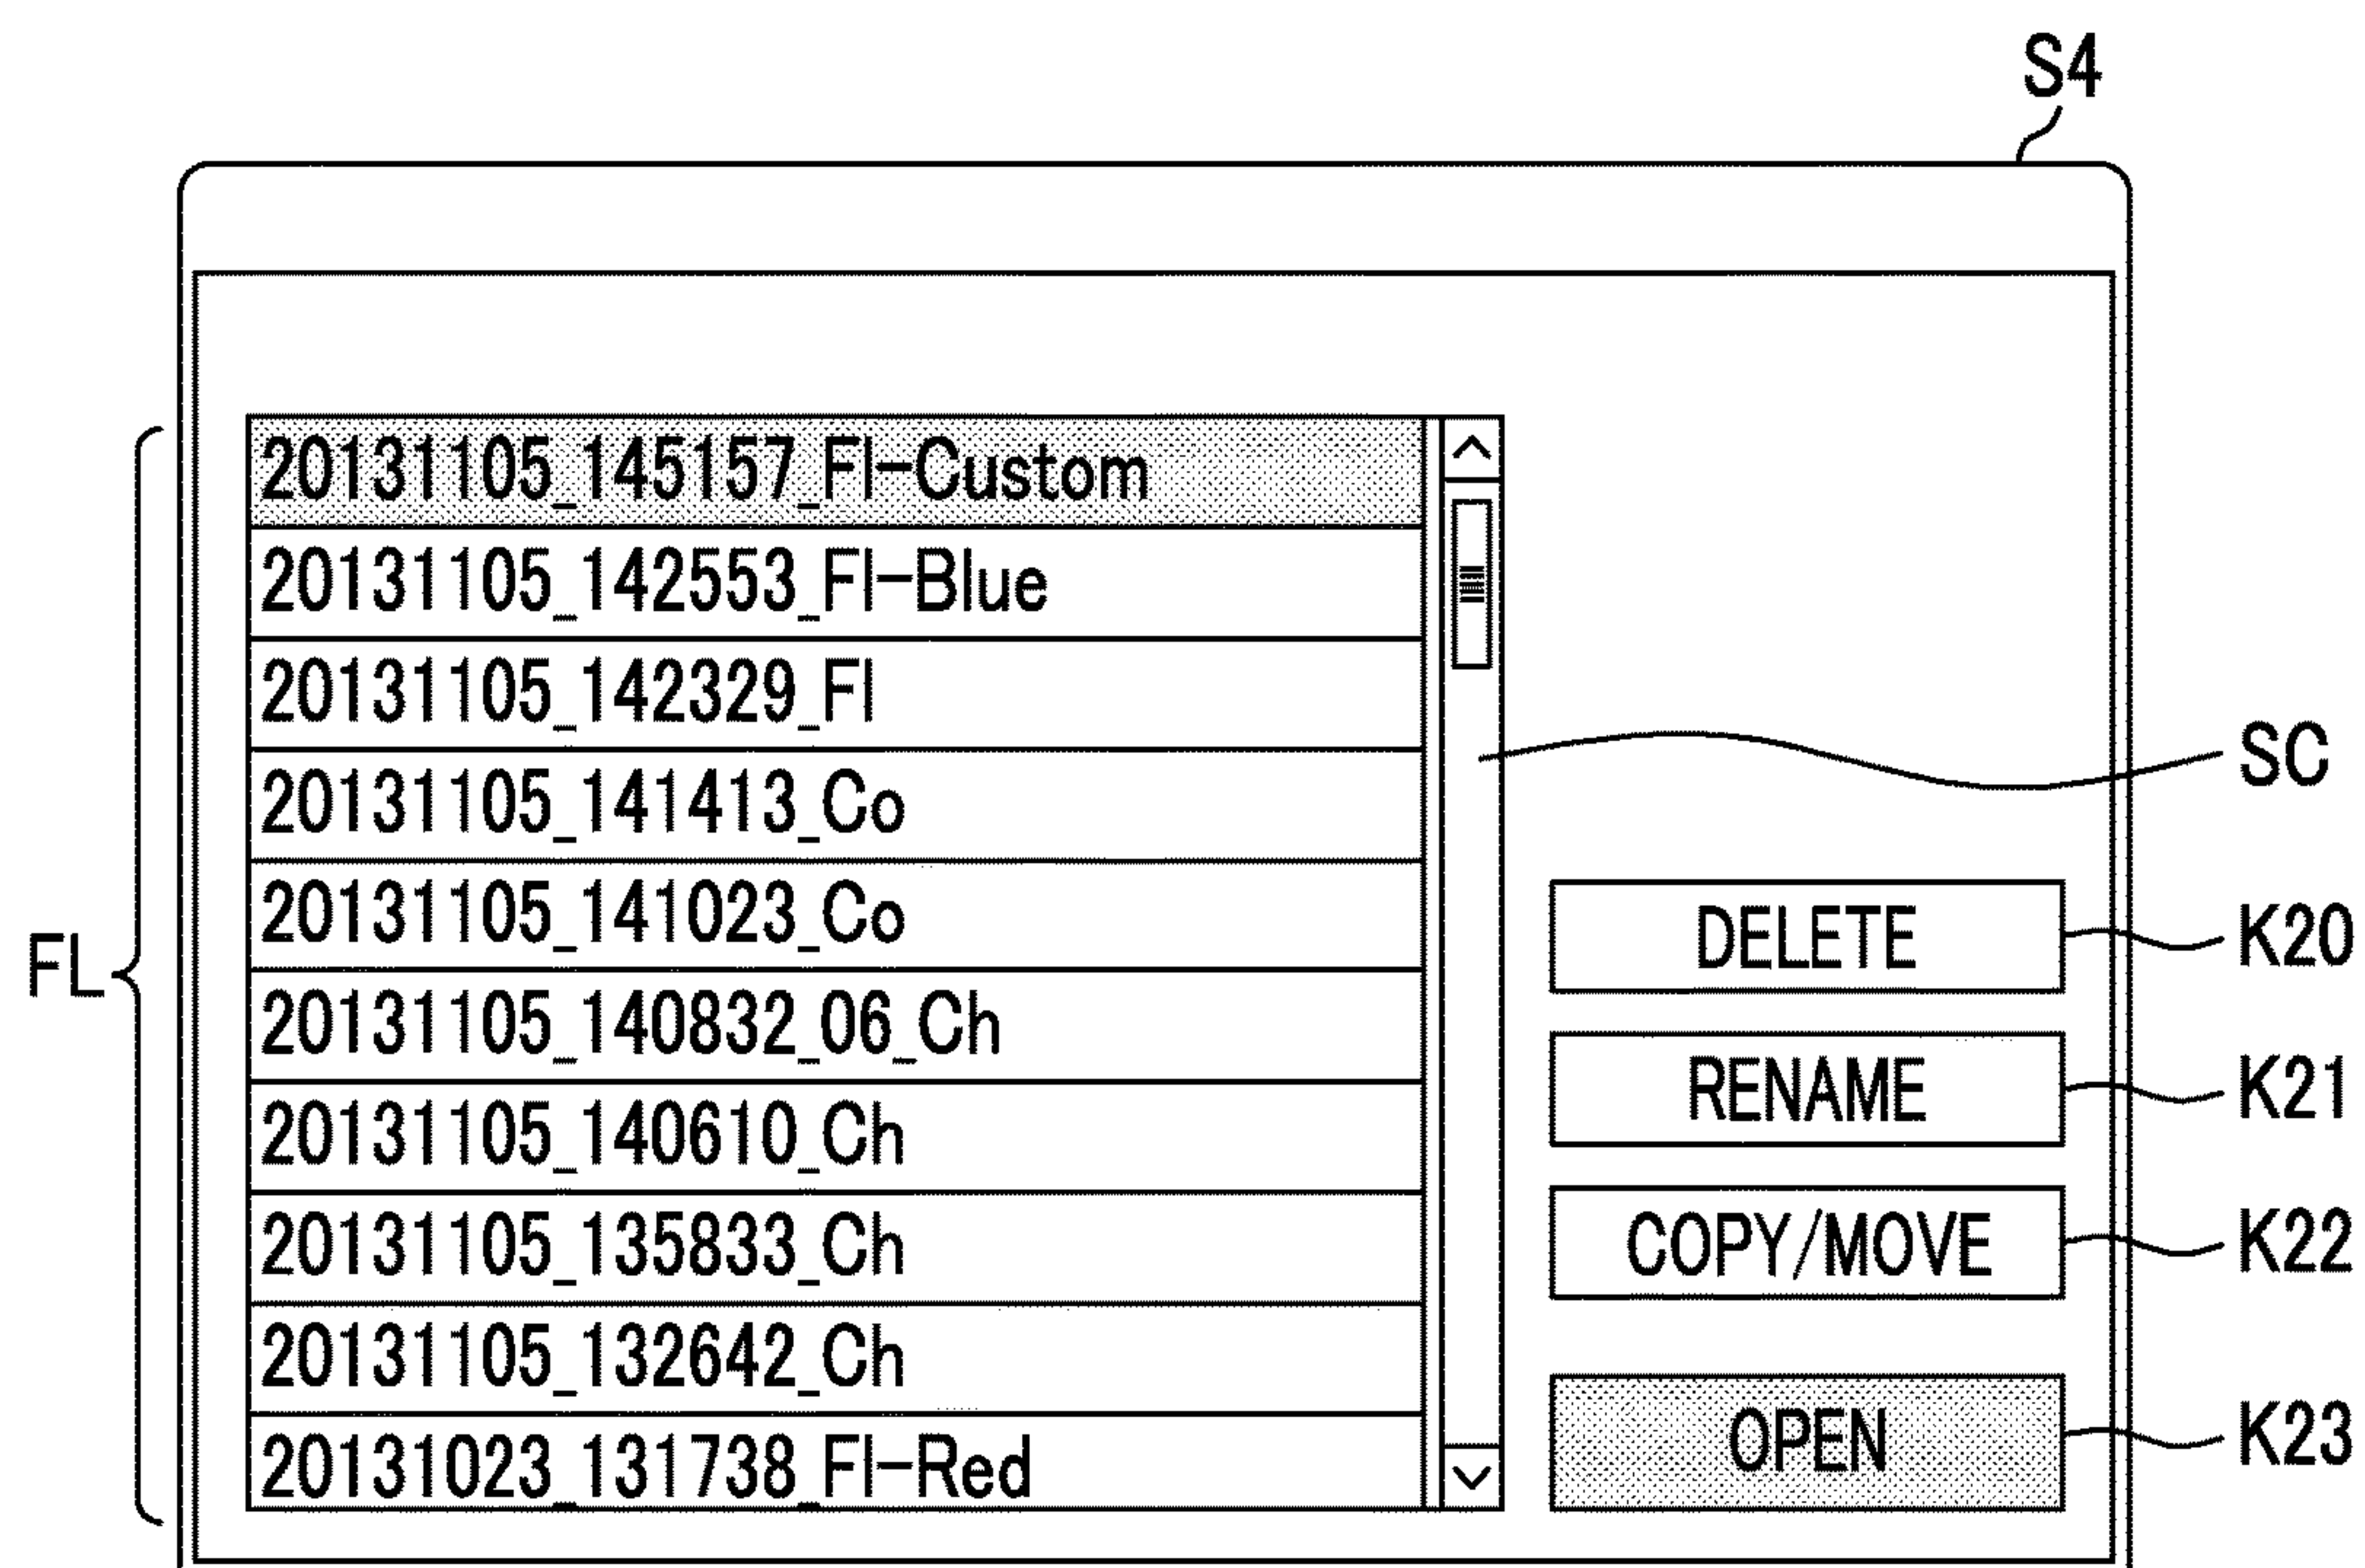 S4
20131105_145157_Fl-Custom
20131105_142553_Fl-Blue
20131105_142329_Fl
20131105_141413_Co
20131105_141023_Co
20131105_140832_06_Ch
20131105_140610_Ch
20131105_135833_Ch
20131105_132642_Ch
20131023_131738_Fl-Red
FL
SC
DELETE K20
RENAME K21
COPY/MOVE K22
OPEN K23